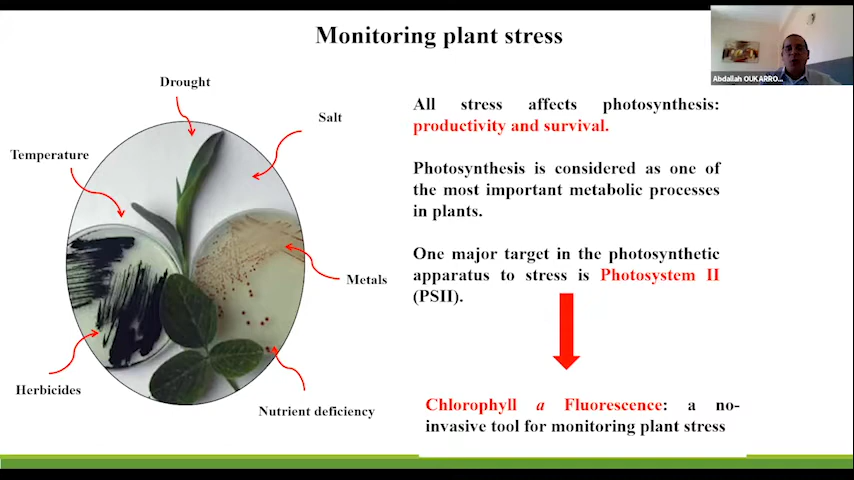 Monitoring plant stress
Abdallah OUKARRO...
Drought
Salt
Temperature
Metals
Herbicides
Nutrient deficiency
All stress affects photosynthesis:
productivity and survival.
Photosynthesis is considered as one of
the most important metabolic processes
in plants.
One major target in the photosynthetic
apparatus to stress is Photosystem II
(PSII).
Chlorophyll a Fluorescence: a no-
invasive tool for monitoring plant stress